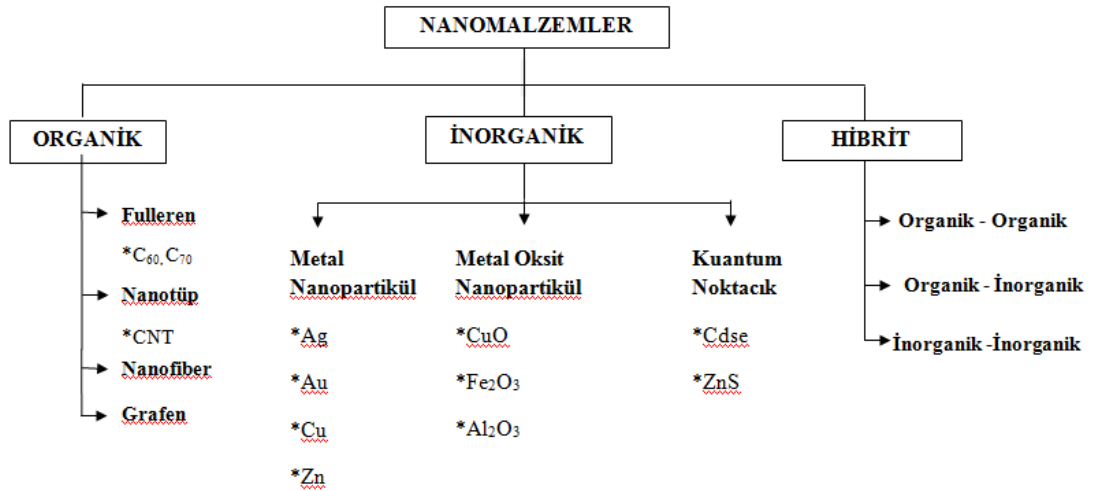 NANOMALZEMLER
ORGANİK
Fulleren
*C₆₀, C₇₀
Nanotüp
*CNT
Nanofiber
Grafen
İNORGANİK
Metal
Nanopartikül
*Ag
*Au
*Cu
*Zn
Metal Oksit
Nanopartikül
*CuO
*Fe₂O₃
*Al₂O₃
Kuantum
Noktacık
*Cdse
*ZnS
HİBRİT
Organik - Organik
Organik - İnorganik
İnorganik -İnorganik